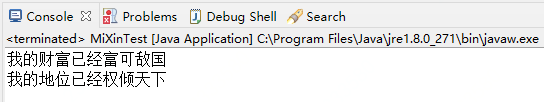 Console Problems Debug Shell Search
<terminated> MiXinTest [Java Application] C:\Program Files\Java\jre1.8.0_271\bin\javaw.exe
我的财富已经富可敌国
我的地位已经权倾天下